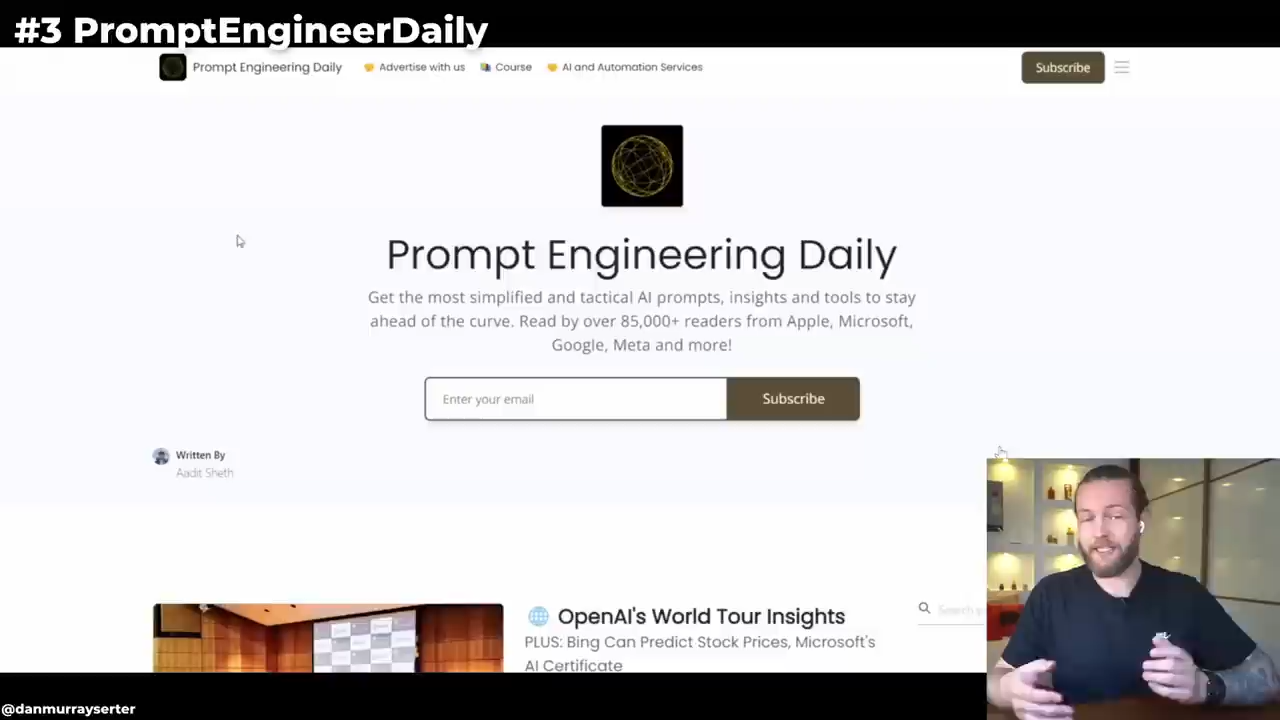 #3 PromptEngineerDaily
Prompt Engineering Daily
Advertise with us
Course
AI and Automation Services
Subscribe
Prompt Engineering Daily
Get the most simplified and tactical AI prompts, insights and tools to stay
ahead of the curve. Read by over 85,000+ readers from Apple, Microsoft,
Google, Meta and more!
Enter your email
Subscribe
Written By
Aadit Sheth
OpenAI's World Tour Insights
PLUS: Bing Can Predict Stock Prices, Microsoft's
AI Certificate
Search
@danmurrayserter